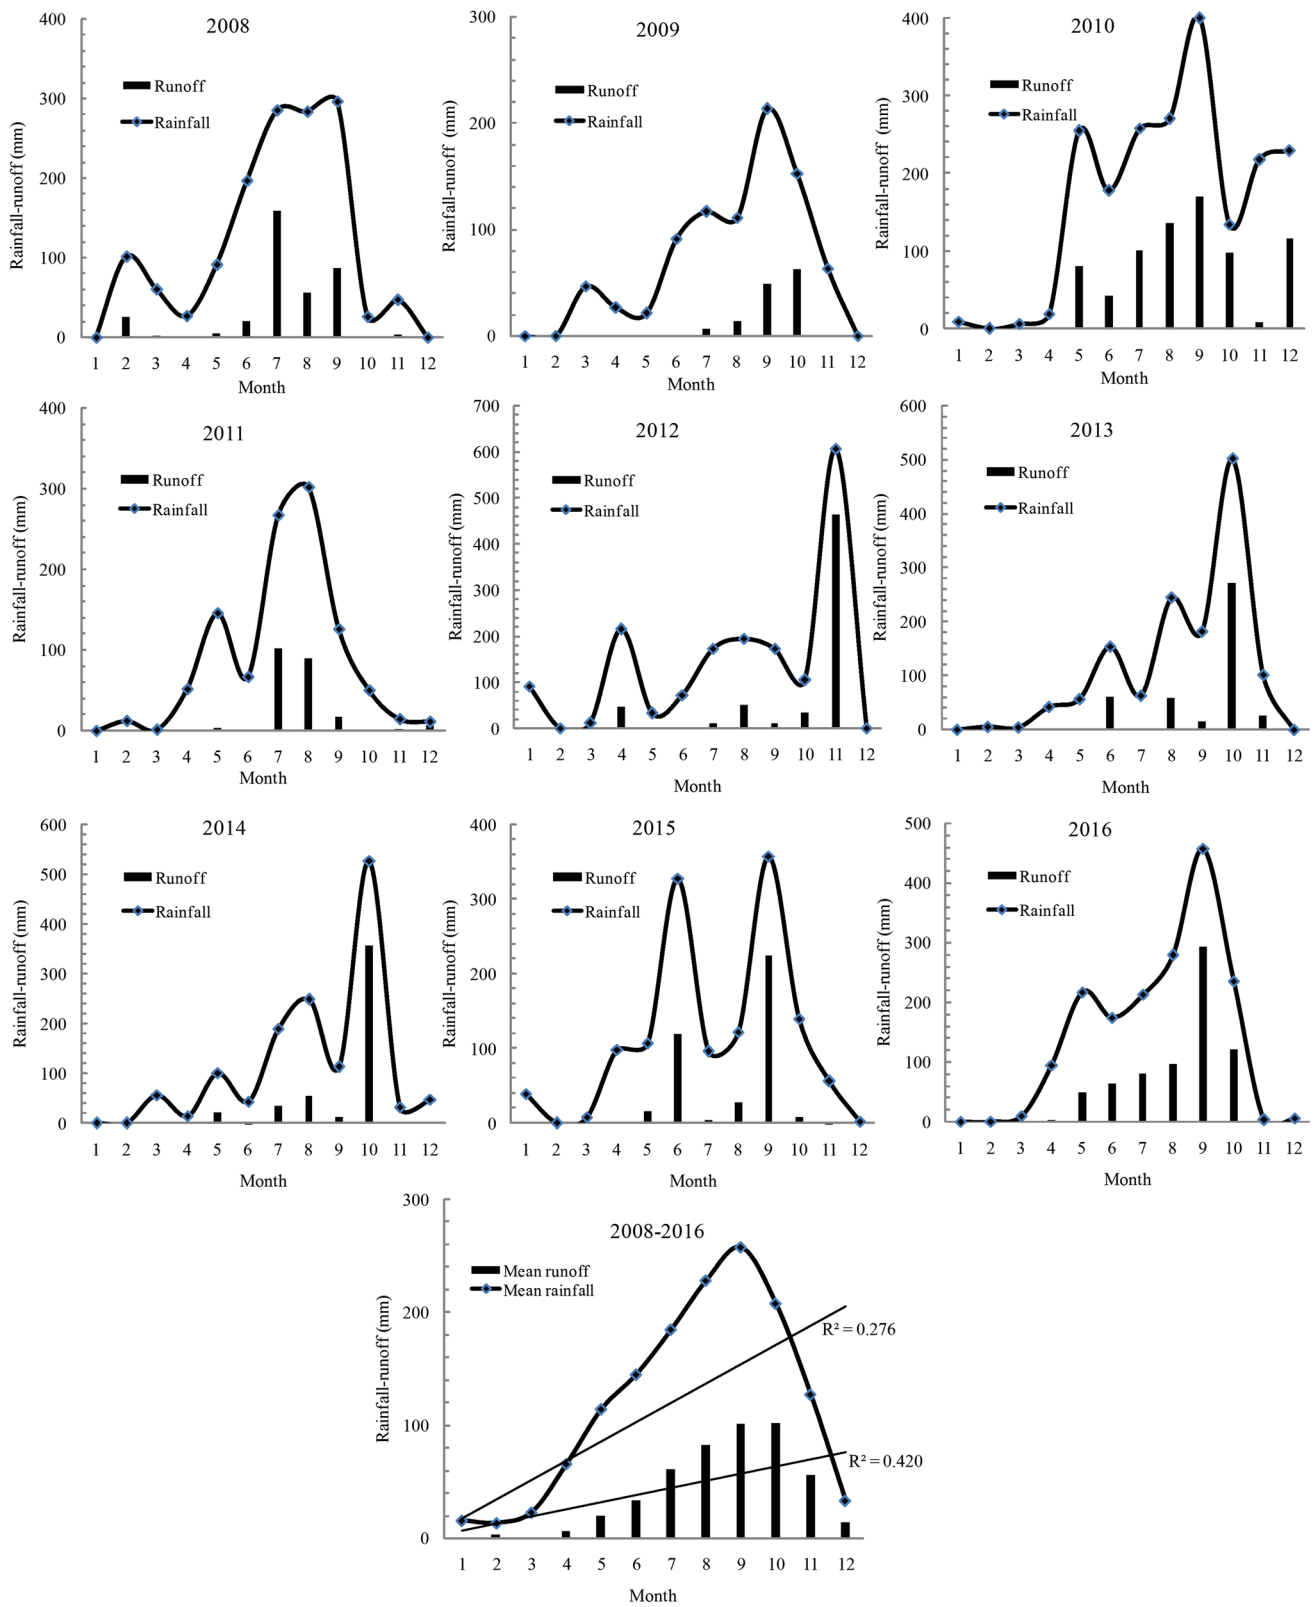 2008
Runoff
Rainfall
Rainfall-runoff (mm)
400
300
200
100
0
1 2 3 4 5 6 7 8 9 10 11 12
Month
2009
Runoff
Rainfall
Rainfall-runoff (mm)
300
200
100
0
1 2 3 4 5 6 7 8 9 10 11 12
Month
2010
Runoff
Rainfall
Rainfall-runoff (mm)
400
300
200
100
0
1 2 3 4 5 6 7 8 9 10 11 12
Month
2011
Runoff
Rainfall
Rainfall-runoff (mm)
400
300
200
100
0
1 2 3 4 5 6 7 8 9 10 11 12
Month
2012
Runoff
Rainfall
Rainfall-runoff (mm)
700
600
500
400
300
200
100
0
1 2 3 4 5 6 7 8 9 10 11 12
Month
2013
Runoff
Rainfall
Rainfall-runoff (mm)
600
500
400
300
200
100
0
1 2 3 4 5 6 7 8 9 10 11 12
Month
2014
Runoff
Rainfall
Rainfall-runoff (mm)
600
500
400
300
200
100
0
1 2 3 4 5 6 7 8 9 10 11 12
Month
2015
Runoff
Rainfall
Rainfall-runoff (mm)
400
300
200
100
0
1 2 3 4 5 6 7 8 9 10 11 12
Month
2016
Runoff
Rainfall
Rainfall-runoff (mm)
500
400
300
200
100
0
1 2 3 4 5 6 7 8 9 10 11 12
Month
2008-2016
Mean runoff
Mean rainfall
Rainfall-runoff (mm)
300
200
100
0
R² = 0.276
R² = 0.420
1 2 3 4 5 6 7 8 9 10 11 12
Month